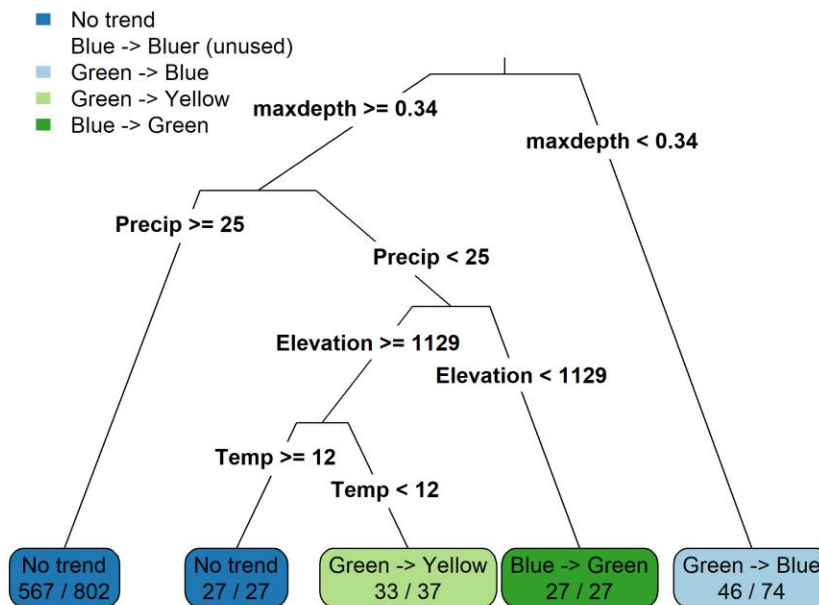 No trend
Blue -> Bluer (unused)
Green -> Blue
Green -> Yellow
Blue -> Green
maxdepth >= 0.34
maxdepth < 0.34
Precip >= 25
Precip < 25
Elevation >= 1129
Elevation < 1129
Temp >= 12
Temp < 12
No trend
567 / 802
No trend
27 / 27
Green -> Yellow
33 / 37
Blue -> Green
27 / 27
Green -> Blue
46 / 74